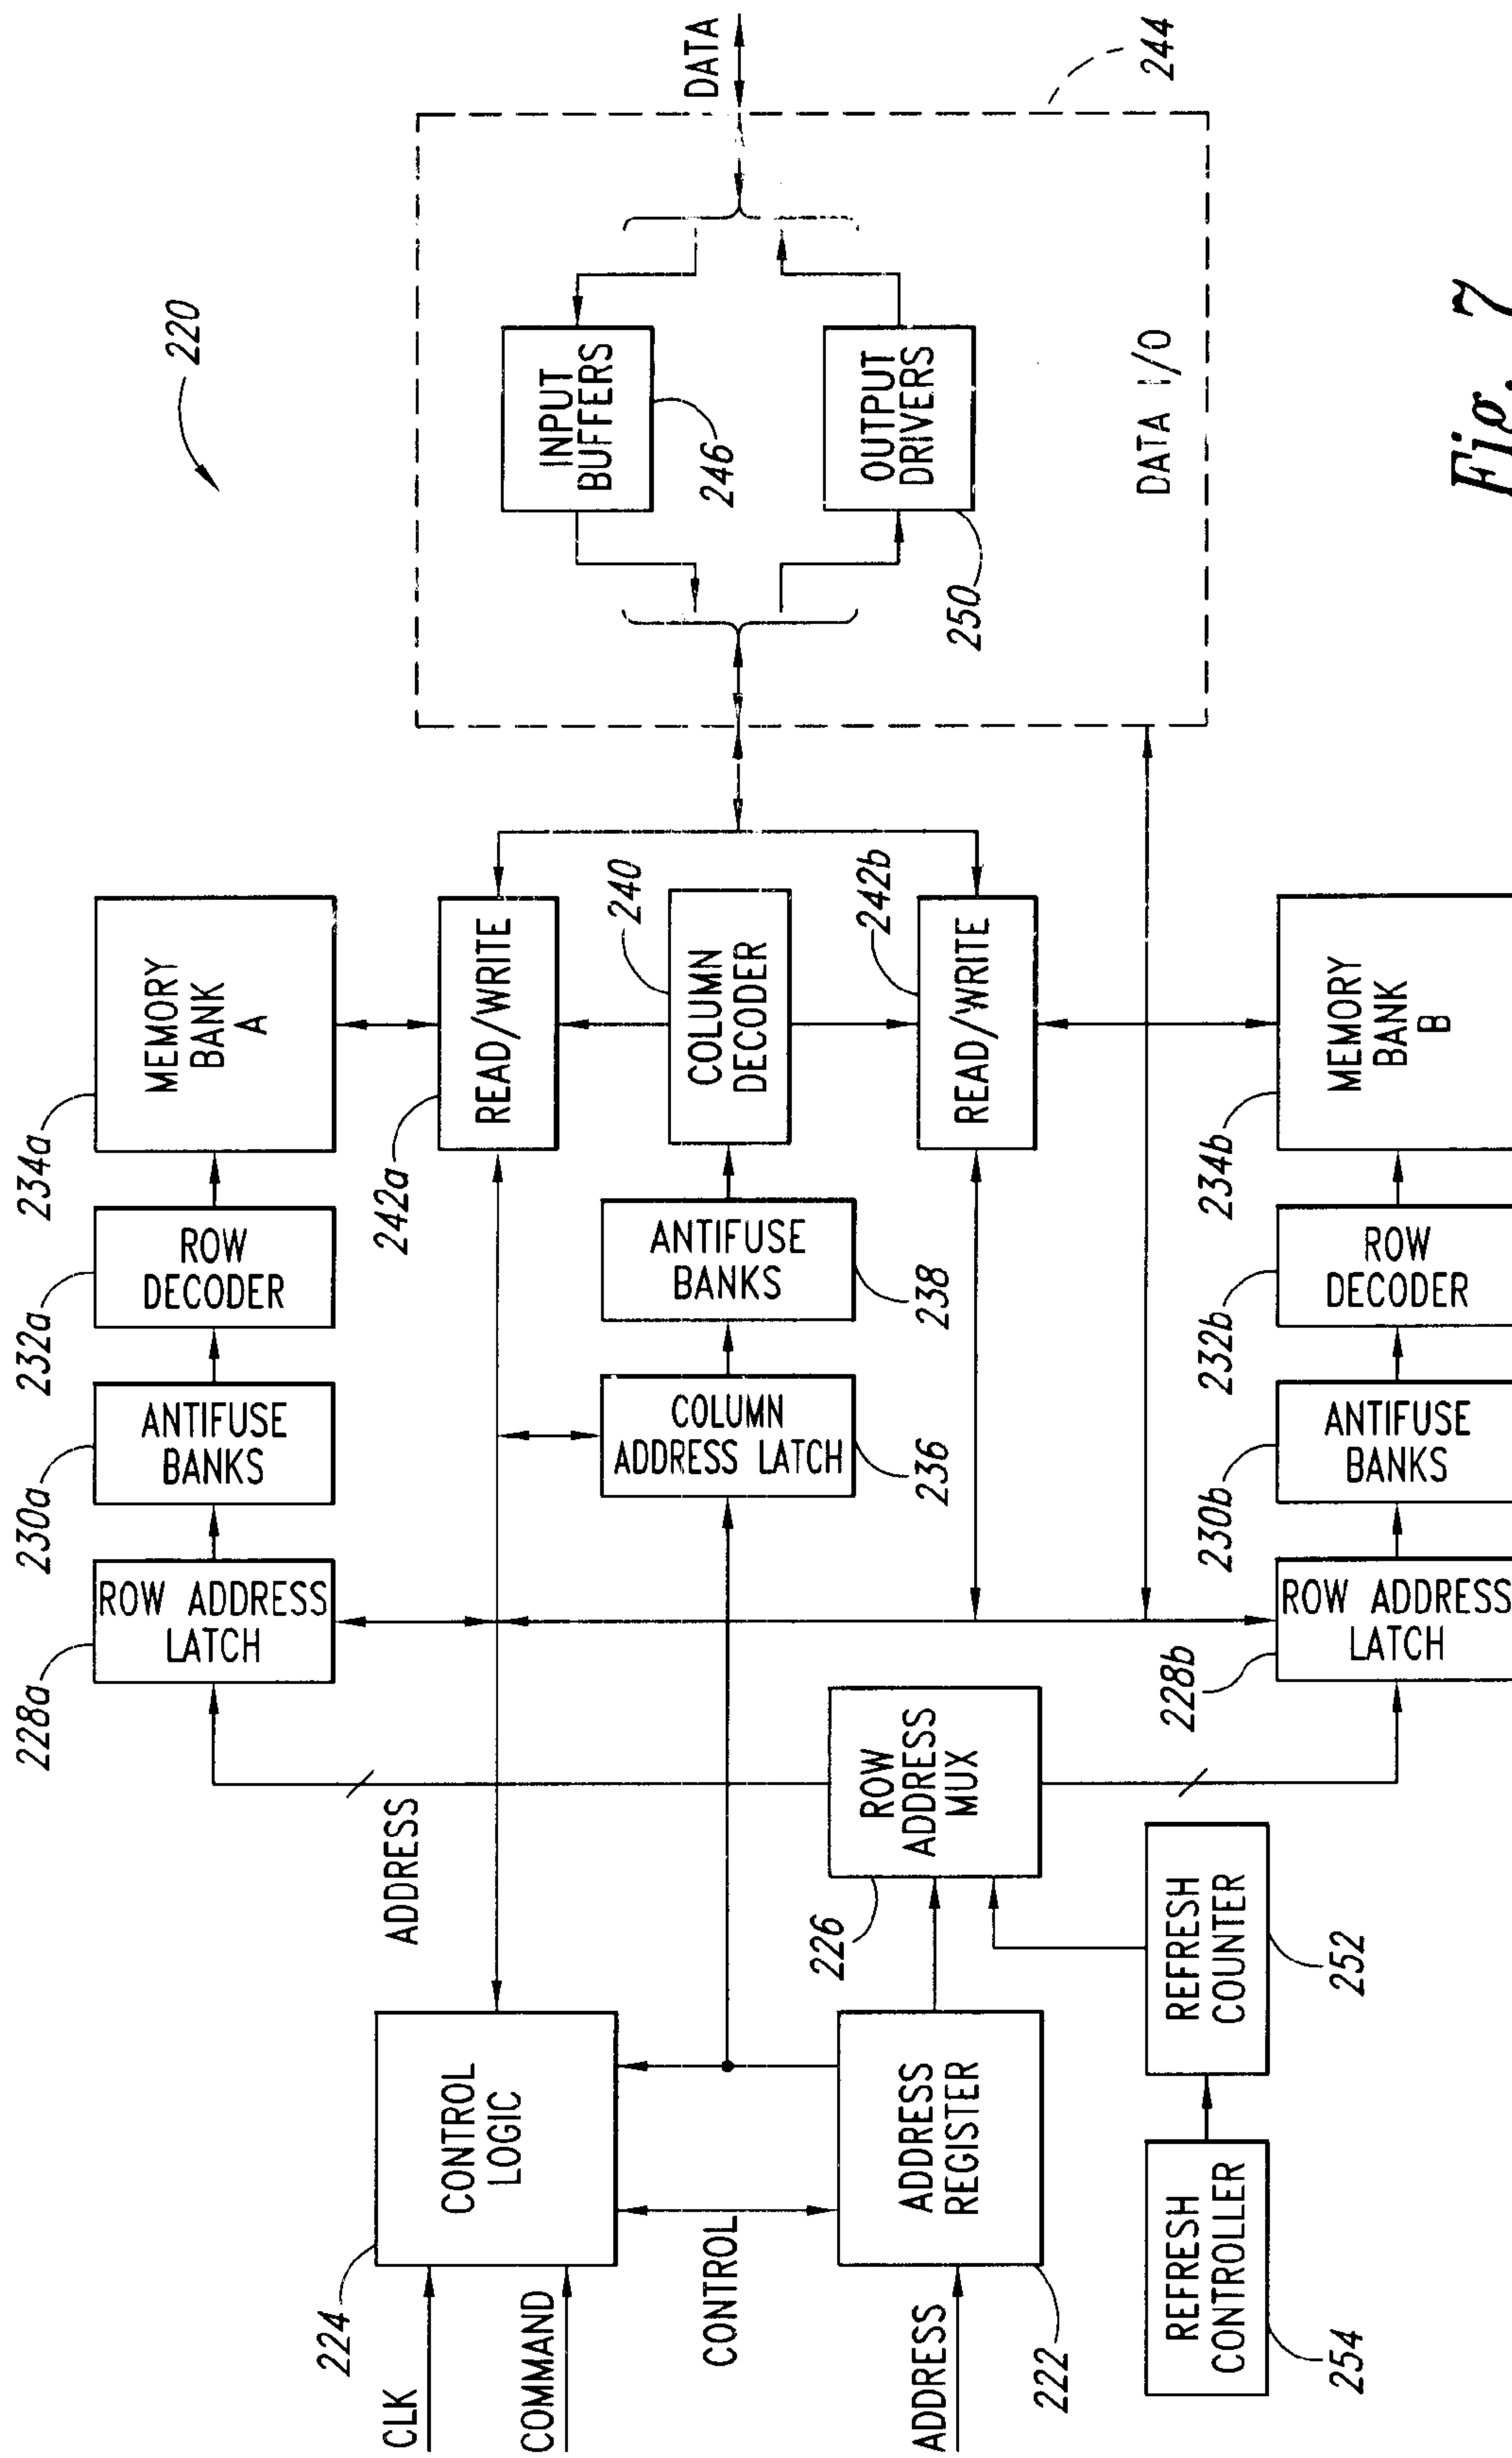 220
MEMORY
BANK
A
234a
ROW
DECODER
232a
ANTIFUSE
BANKS
230a
ROW ADDRESS
LATCH
228a
ADDRESS
CONTROL
LOGIC
224
CLK
COMMAND
CONTROL
ADDRESS
ADDRESS
REGISTER
222
REFRESH
CONTROLLER
254
REFRESH
COUNTER
252
ROW
ADDRESS
MUX
226
READ/WRITE
242a
COLUMN
DECODER
240
ANTIFUSE
BANKS
238
COLUMN
ADDRESS LATCH
236
READ/WRITE
242b
ROW ADDRESS
LATCH
228b
ANTIFUSE
BANKS
230b
ROW
DECODER
232b
MEMORY
BANK
B
234b
INPUT
BUFFERS
246
OUTPUT
DRIVERS
250
DATA I/O
244
DATA
Fig. 7